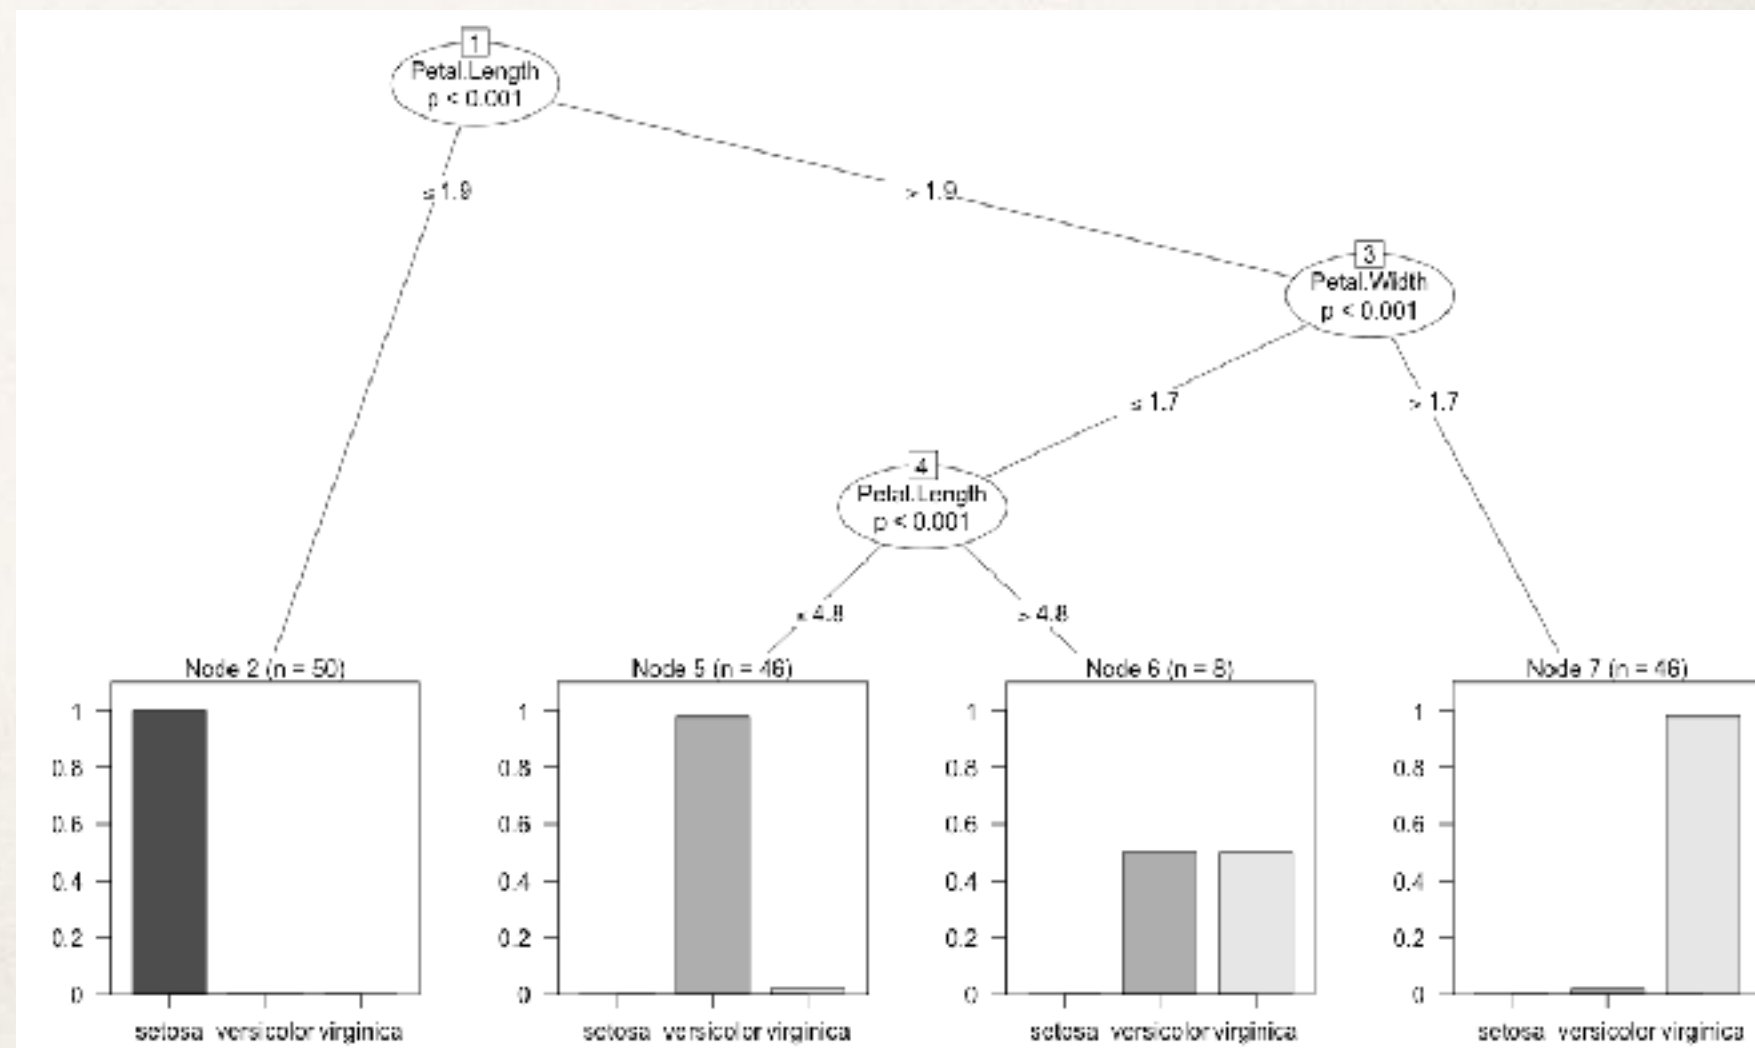 1
Petal.Length
p < 0.001
≤ 1.9
> 1.9
3
Petal.Width
p < 0.001
≤ 1.7
> 1.7
4
Petal.Length
p < 0.001
≤ 4.8
> 4.8
Node 2 (n = 50)
1
0.8
0.6
0.4
0.2
0
setosa versicolor virginica
Node 5 (n = 46)
1
0.8
0.6
0.4
0.2
0
setosa versicolor virginica
Node 6 (n = 8)
1
0.8
0.6
0.4
0.2
0
setosa versicolor virginica
Node 7 (n = 46)
1
0.8
0.6
0.4
0.2
0
setosa versicolor virginica